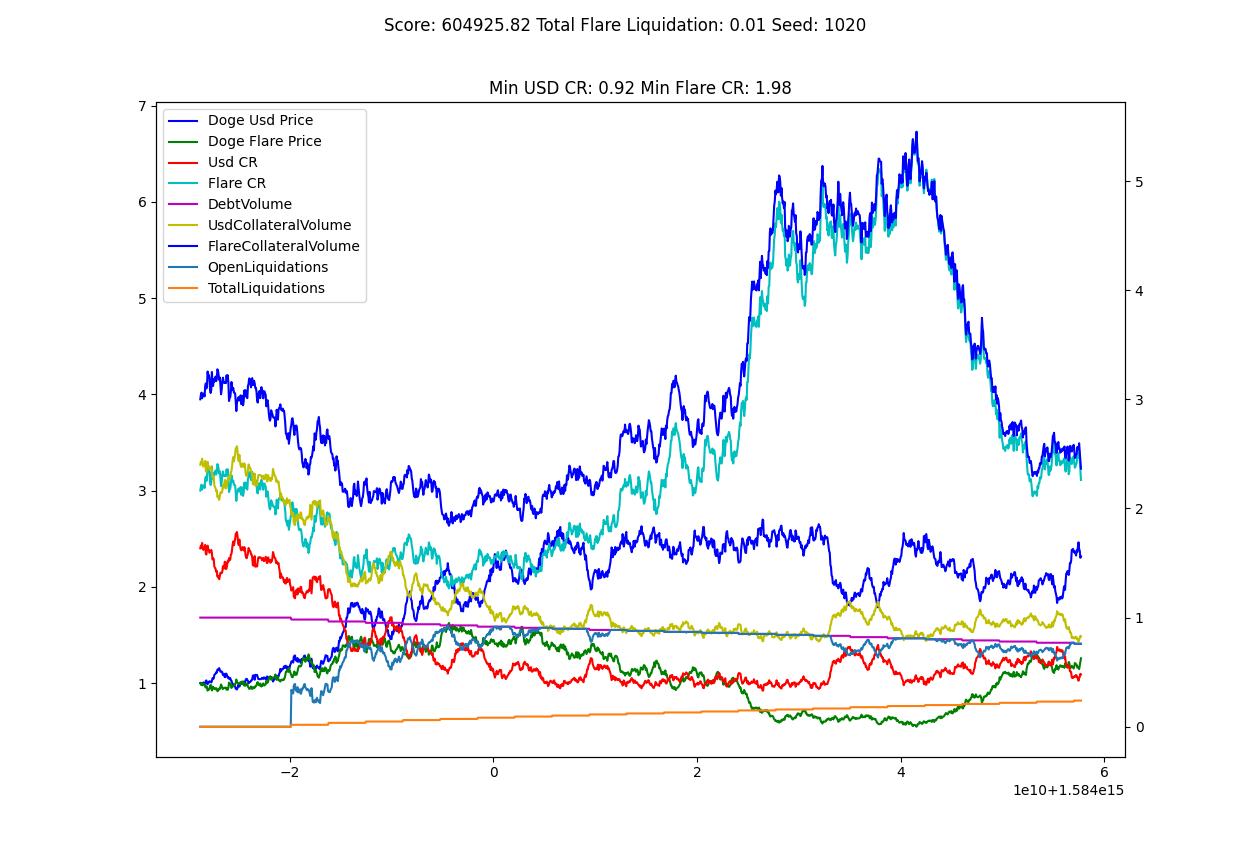 Score: 604925.82 Total Flare Liquidation: 0.01 Seed: 1020
Min USD CR: 0.92 Min Flare CR: 1.98
Doge Usd Price
Doge Flare Price
Usd CR
Flare CR
DebtVolume
UsdCollateralVolume
FlareCollateralVolume
OpenLiquidations
TotalLiquidations
7
6
5
4
3
2
1
5
4
3
2
1
0
−2
0
2
4
6
1e10+1.584e15